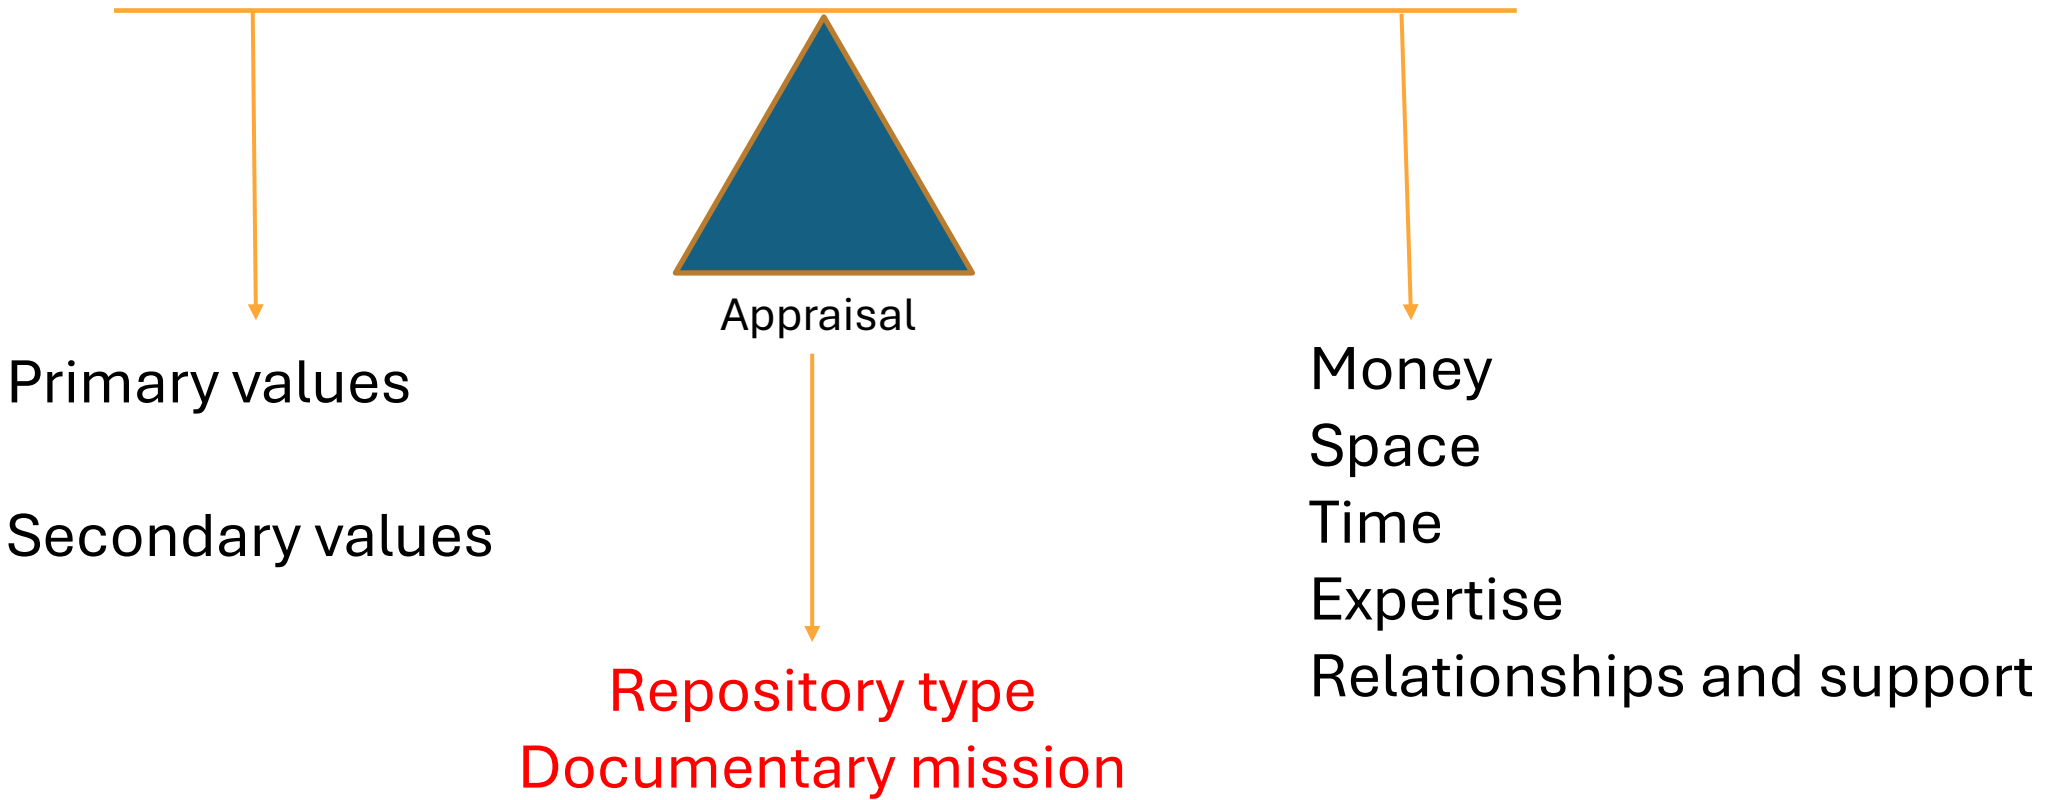 Appraisal
Primary values
Secondary values
Repository type
Documentary mission
Money
Space
Time
Expertise
Relationships and support